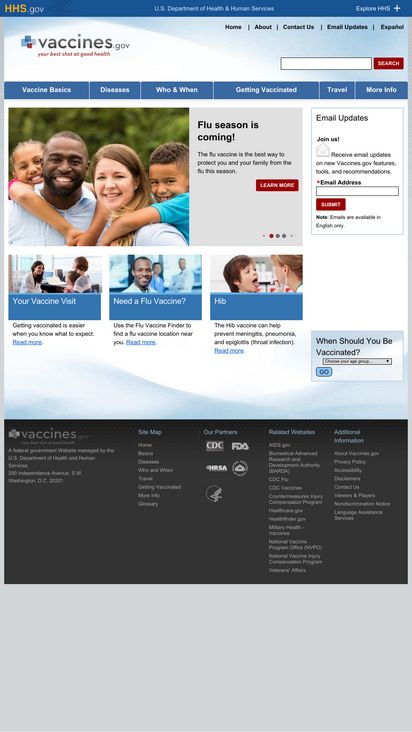 HHS.gov
U.S. Department of Health & Human Services
Explore HHS +
Home | About | Contact Us | Email Updates | Español
vaccines.gov
your best shot at good health
SEARCH
Vaccine Basics
Diseases
Who & When
Getting Vaccinated
Travel
More Info
Flu season is
coming!
The flu vaccine is the best way to
protect you and your family from
the flu this season.
LEARN MORE
Email Updates
Join us!
Receive email updates
on new Vaccines.gov features,
tools, and recommendations.
*Email Address
SUBMIT
Note: Emails are available in
English only.
Your Vaccine Visit
Getting vaccinated is easier
when you know what to expect.
Read more.
Need a Flu Vaccine?
Use the Flu Vaccine Finder to
find a flu vaccine location near
you. Read more.
Hib
The Hib vaccine can help
prevent meningitis, pneumonia,
and epiglottis (throat infection).
Read more.
When Should You Be
Vaccinated?
Choose your age group...
GO
vaccines.gov
your best shot at good health
A federal government Website managed by the
U.S. Department of Health and Human
Services
200 Independence Avenue, S.W.
Washington, D.C. 20201
Site Map
Home
Basics
Diseases
Who and When
Travel
Getting Vaccinated
More Info
Glossary
Our Partners
CDC
FDA
HRSA
Related Websites
AIDS.gov
Biomedical Advanced
Research and
Development Authority
(BARDA)
CDC Flu
CDC Vaccines
Countermeasures Injury
Compensation Program
Healthcare.gov
Healthfinder.gov
Military Health -
Vaccines
National Vaccine
Program Office (NVPO)
National Vaccine Injury
Compensation Program
Veterans' Affairs
Additional
Information
About Vaccines.gov
Privacy Policy
Accessibility
Disclaimers
Contact Us
Viewers & Players
Nondiscrimination Notice
Language Assistance
Services